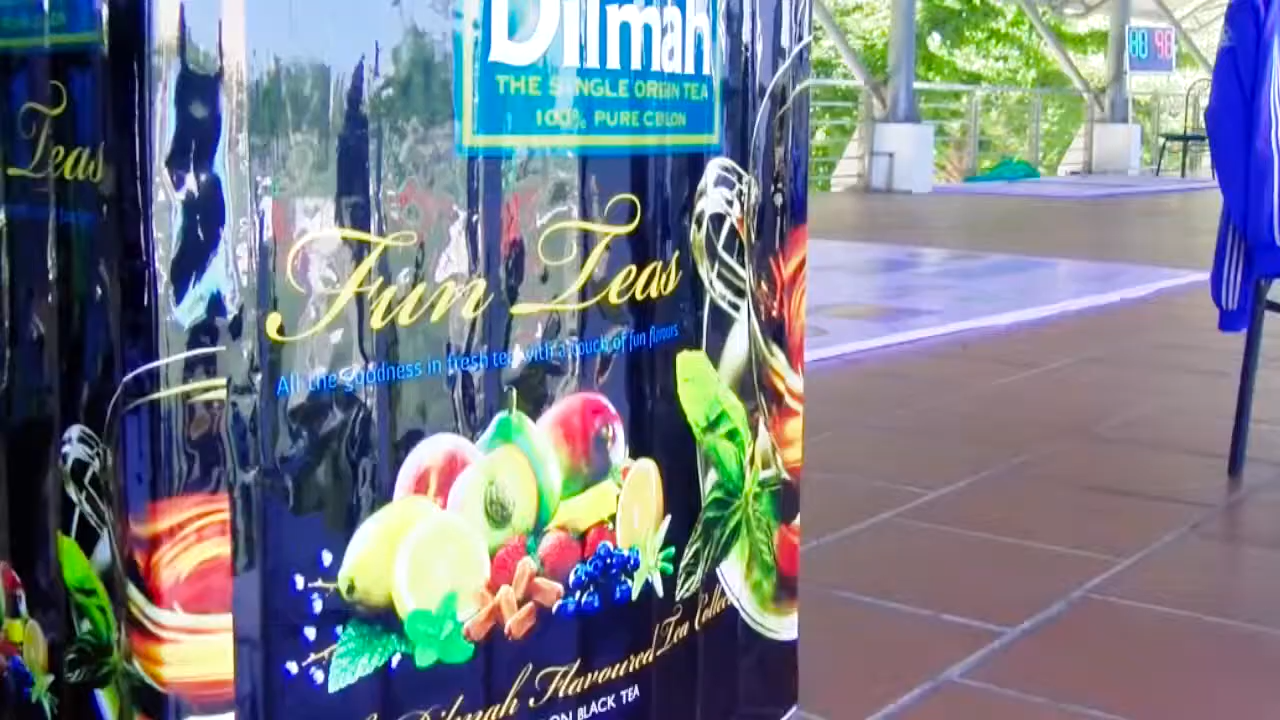 Dilmah
THE SINGLE ORIGIN TEA
100% PURE CEYLON
Teas
Fun Teas
All the goodness in fresh tea with a touch of fun flavours
Dilmah Flavoured Tea
BLACK TEA